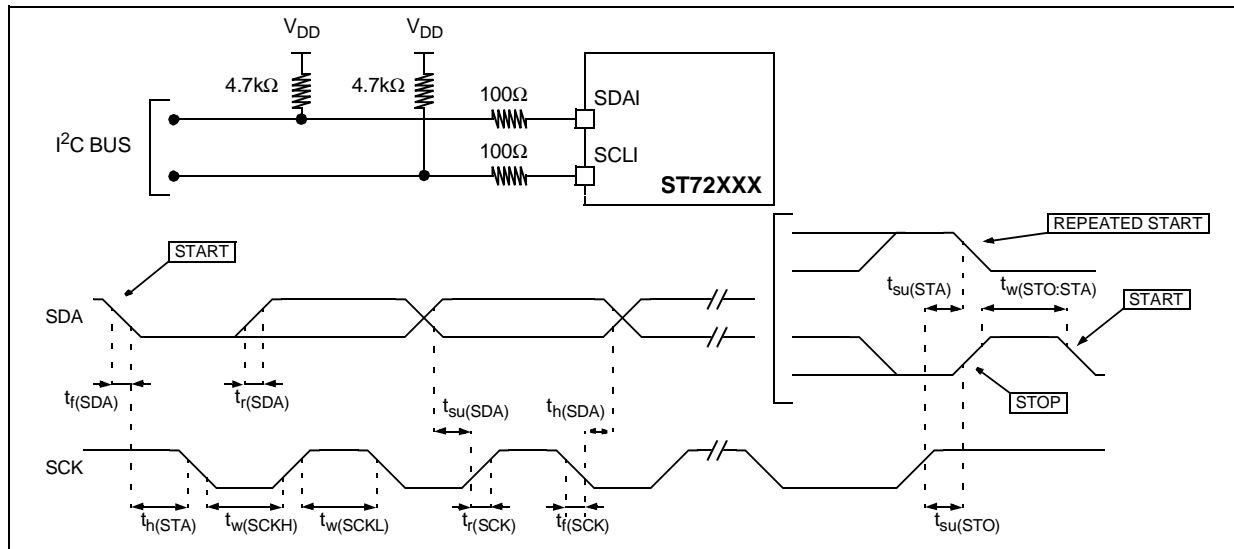 VDD VDD
4.7kΩ 4.7kΩ
100Ω
SDAI
I²C BUS
100Ω
SCLI
ST72XXX
REPEATED START
START
tsu(STA) tw(STO:STA)
START
SDA
tf(SDA) tr(SDA)
tsu(SDA) th(SDA)
STOP
SCK
th(STA) tw(SCKH) tw(SCKL) tr(SCK) tf(SCK)
tsu(STO)